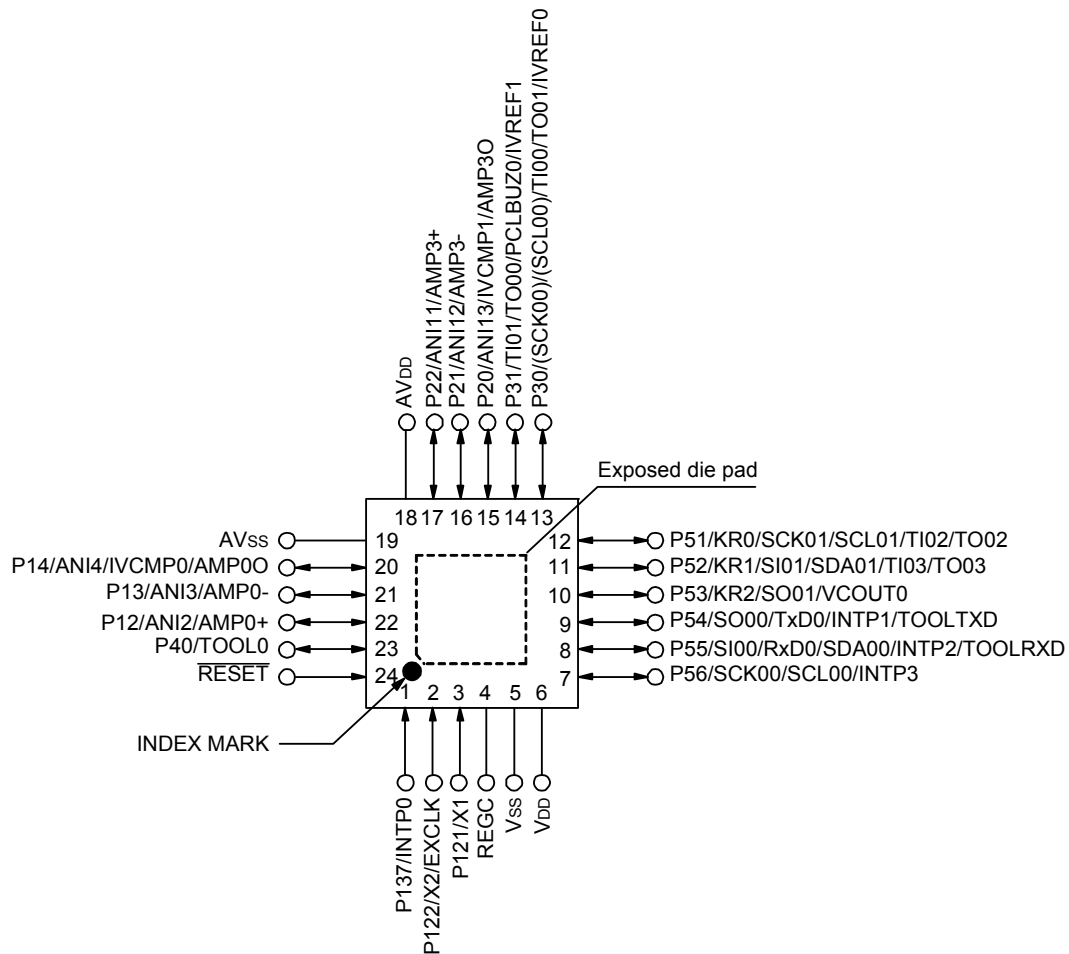 AVDD
P22/ANI11/AMP3+
P21/ANI12/AMP3-
P20/ANI13/IVCMP1/AMP3O
P31/TI01/TO00/PCLBUZ0/IVREF1
P30/(SCK00)/(SCL00)/TI00/TO01/IVREF0
Exposed die pad
18 17 16 15 14 13
AVSS 19
P14/ANI4/IVCMP0/AMP0O 20
P13/ANI3/AMP0- 21
P12/ANI2/AMP0+ 22
P40/TOOL0 23
RESET 24
12 P51/KR0/SCK01/SCL01/TI02/TO02
11 P52/KR1/SI01/SDA01/TI03/TO03
10 P53/KR2/SO01/VCOUT0
9 P54/SO00/TxD0/INTP1/TOOLTXD
8 P55/SI00/RxD0/SDA00/INTP2/TOOLRXD
7 P56/SCK00/SCL00/INTP3
1 2 3 4 5 6
INDEX MARK
P137/INTP0
P122/X2/EXCLK
P121/X1
REGC
VSS
VDD